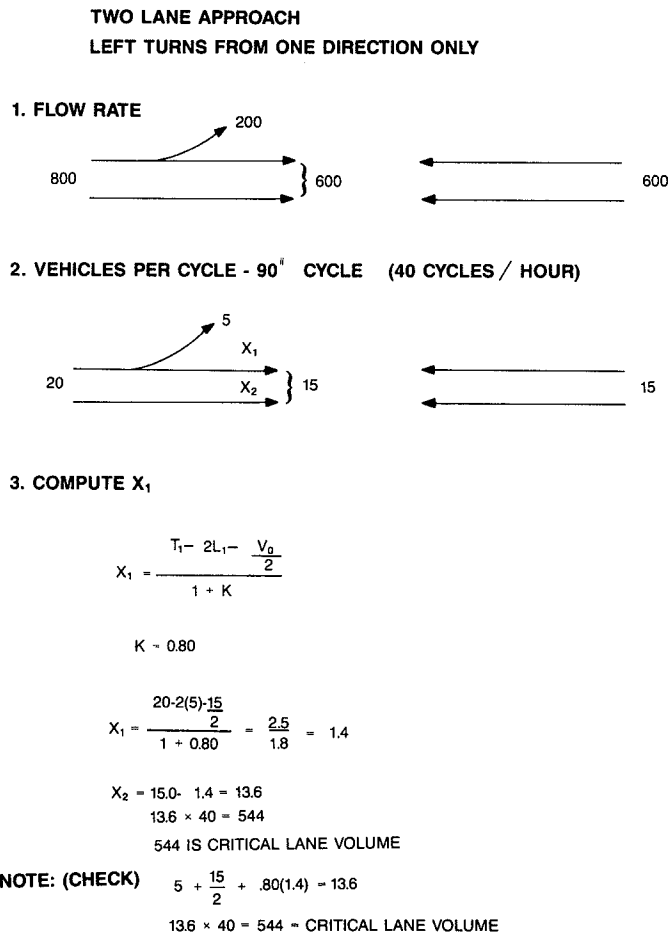 TWO LANE APPROACH
LEFT TURNS FROM ONE DIRECTION ONLY
1. FLOW RATE
200
800
} 600
600
2. VEHICLES PER CYCLE - 90" CYCLE (40 CYCLES / HOUR)
5
X₁
20
X₂
} 15
15
3. COMPUTE X₁
X₁ = (T₁ - 2L₁ - V₀/2) / (1 + K)
K = 0.80
X₁ = (20-2(5)-15/2) / (1 + 0.80) = 2.5/1.8 = 1.4
X₂ = 15.0- 1.4 = 13.6
13.6 × 40 = 544
544 IS CRITICAL LANE VOLUME
NOTE: (CHECK) 5 + 15/2 + .80(1.4) = 13.6
13.6 × 40 = 544 = CRITICAL LANE VOLUME